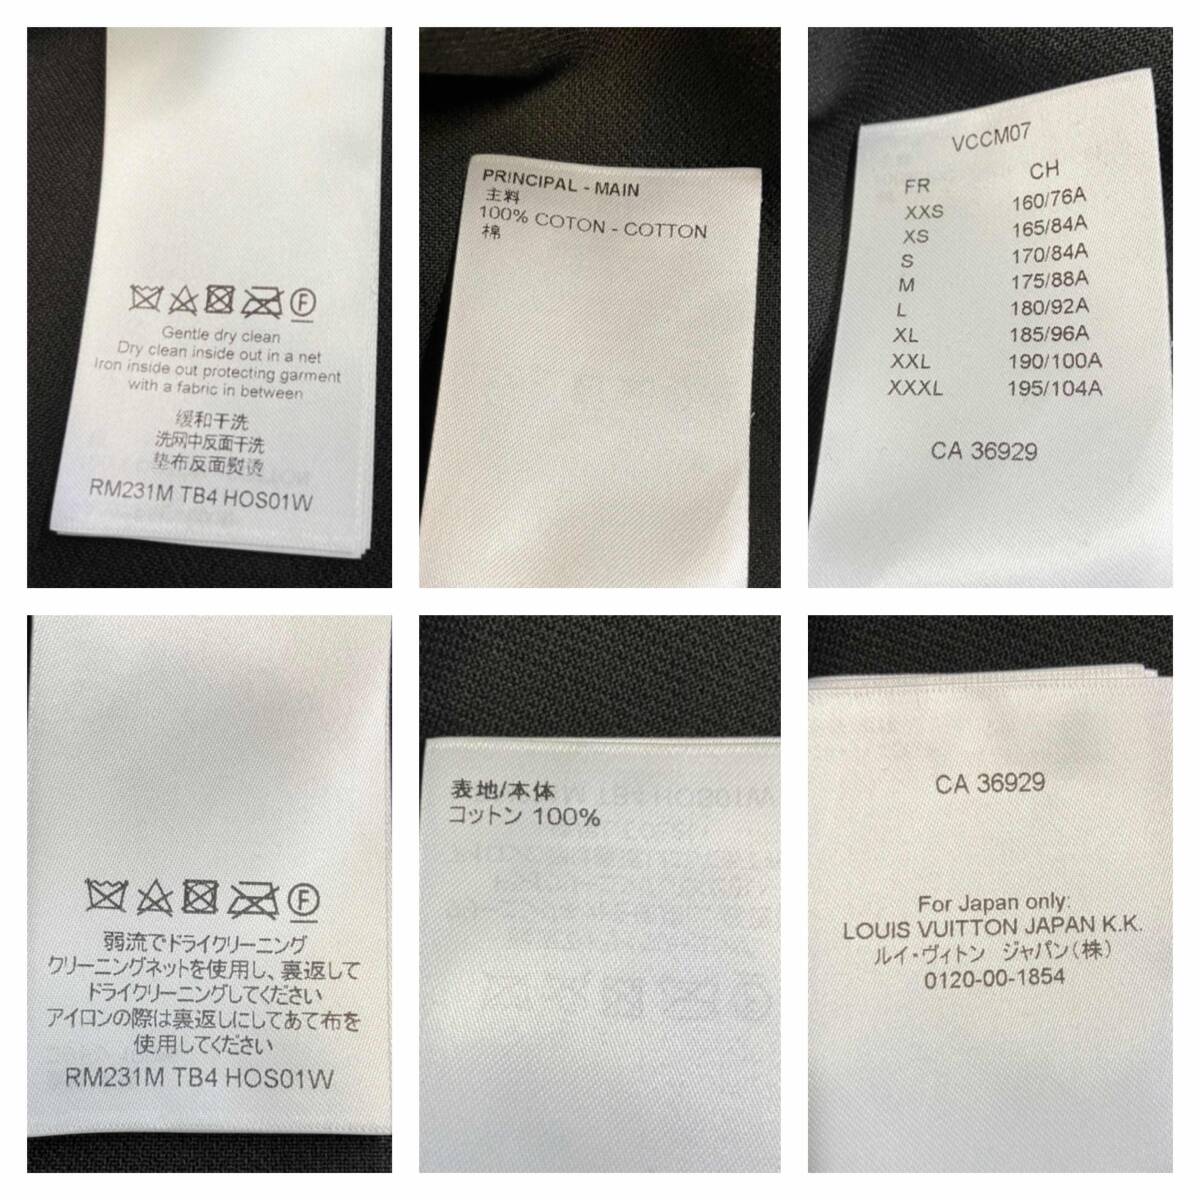 F
Gentle dry clean
Dry clean inside out in a net
Iron inside out protecting garment
with a fabric in between
缓和干洗
洗网中反面干洗
垫布反面熨烫
RM231M TB4 HOS01W
PRINCIPAL - MAIN
主料
100% COTON - COTTON
棉
VCCM07
FR CH
XXS 160/76A
XS 165/84A
S 170/84A
M 175/88A
L 180/92A
XL 185/96A
XXL 190/100A
XXXL 195/104A
CA 36929
F
弱流でドライクリーニング
クリーニングネットを使用し、裏返して
ドライクリーニングしてください
アイロンの際は裏返しにしてあて布を
使用してください
RM231M TB4 HOS01W
表地/本体
コットン 100%
CA 36929
For Japan only:
LOUIS VUITTON JAPAN K.K.
ルイ・ヴィトン ジャパン(株)
0120-00-1854